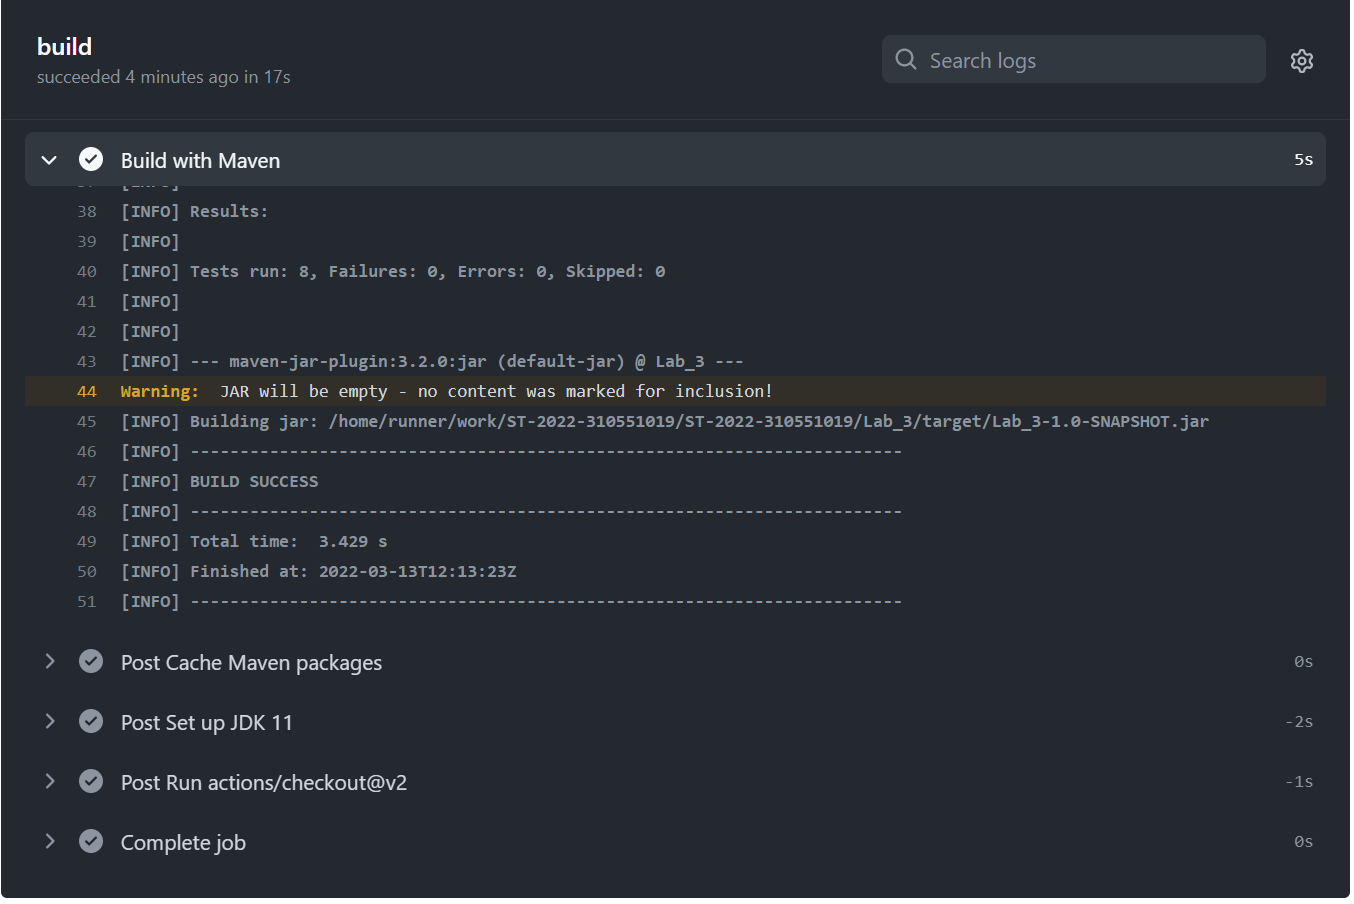 build
succeeded 4 minutes ago in 17s
Search logs
Build with Maven 5s
38 [INFO] Results:
39 [INFO]
40 [INFO] Tests run: 8, Failures: 0, Errors: 0, Skipped: 0
41 [INFO]
42 [INFO]
43 [INFO] --- maven-jar-plugin:3.2.0:jar (default-jar) @ Lab_3 ---
44 Warning:  JAR will be empty - no content was marked for inclusion!
45 [INFO] Building jar: /home/runner/work/ST-2022-310551019/ST-2022-310551019/Lab_3/target/Lab_3-1.0-SNAPSHOT.jar
46 [INFO] ------------------------------------------------------------------------
47 [INFO] BUILD SUCCESS
48 [INFO] ------------------------------------------------------------------------
49 [INFO] Total time:  3.429 s
50 [INFO] Finished at: 2022-03-13T12:13:23Z
51 [INFO] ------------------------------------------------------------------------
Post Cache Maven packages 0s
Post Set up JDK 11 -2s
Post Run actions/checkout@v2 -1s
Complete job 0s